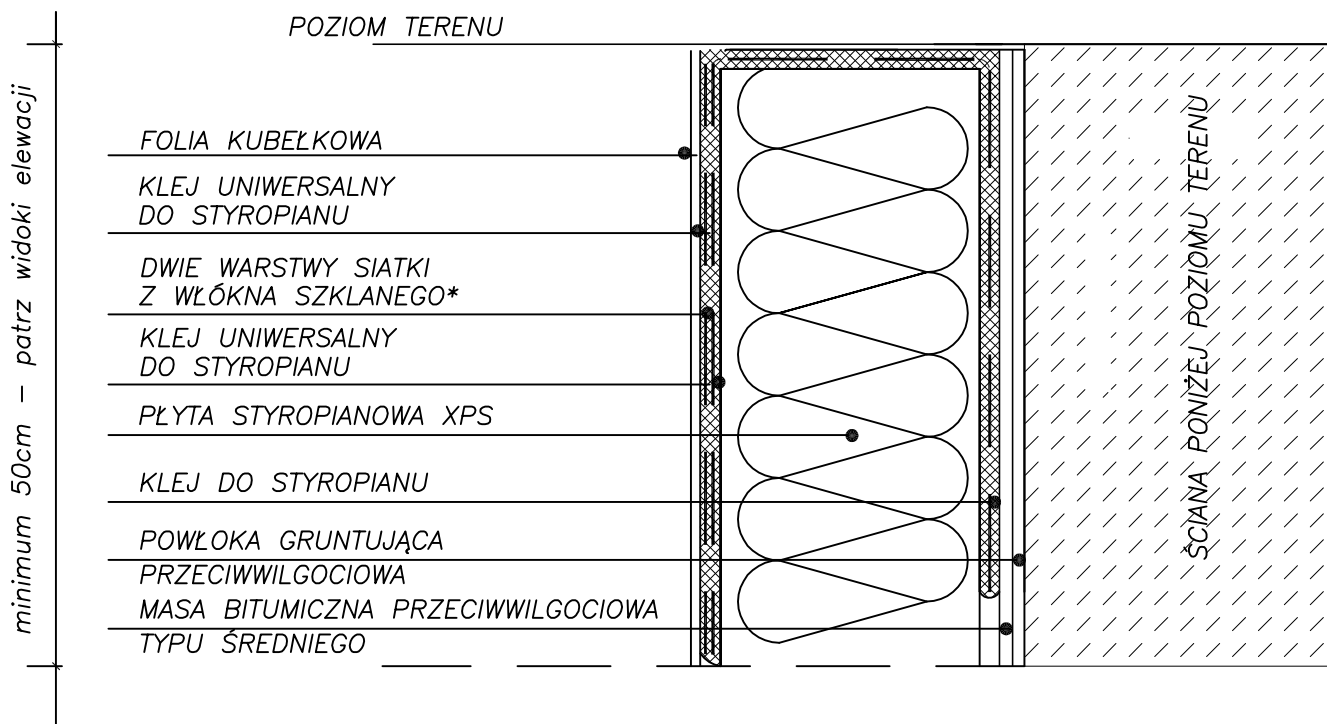 POZIOM TERENU
minimum 50cm – patrz widoki elewacji
FOLIA KUBEŁKOWA
KLEJ UNIWERSALNY
DO STYROPIANU
DWIE WARSTWY SIATKI
Z WŁÓKNA SZKLANEGO*
KLEJ UNIWERSALNY
DO STYROPIANU
PŁYTA STYROPIANOWA XPS
KLEJ DO STYROPIANU
POWŁOKA GRUNTUJĄCA
PRZECIWWILGOCIOWA
MASA BITUMICZNA PRZECIWWILGOCIOWA
TYPU ŚREDNIEGO
ŚCIANA PONIŻEJ POZIOMU TERENU